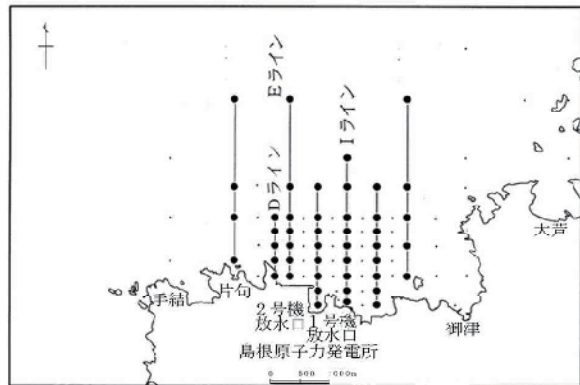 Eライン
Iライン
Dライン
大芦
手結
片句
御津
2号機
放水口
1号機
放水口
島根原子力発電所
0 500 1000m